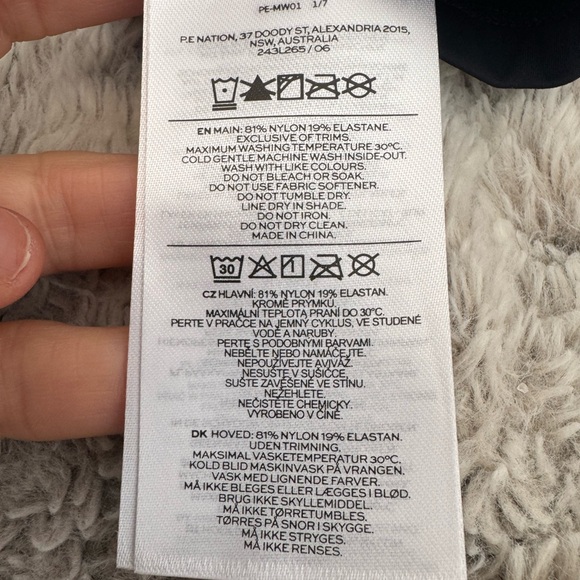 PE-MW01 1/7
P.E NATION, 37 DOODY ST, ALEXANDRIA 2015,
NSW, AUSTRALIA
243L265 / 06
EN MAIN: 81% NYLON 19% ELASTANE.
EXCLUSIVE OF TRIMS.
MAXIMUM WASHING TEMPERATURE 30°C.
COLD GENTLE MACHINE WASH INSIDE-OUT.
WASH WITH LIKE COLOURS.
DO NOT BLEACH OR SOAK.
DO NOT USE FABRIC SOFTENER.
DO NOT TUMBLE DRY.
LINE DRY IN SHADE.
DO NOT IRON.
DO NOT DRY CLEAN.
MADE IN CHINA.
30
CZ HLAVNÍ: 81% NYLON 19% ELASTAN.
KROMĚ PRÝMKŮ.
MAXIMÁLNÍ TEPLOTA PRANÍ DO 30°C.
PERTE V PRAČCE NA JEMNÝ CYKLUS, VE STUDENÉ
VODĚ A NARUBY.
PERTE S PODOBNÝMI BARVAMI.
NEBĚLTE NEBO NAMÁČEJTE.
NEPOUŽÍVEJTE AVIVÁŽ.
NESUŠTE V SUŠIČCE.
SUŠTE ZAVĚŠENÉ VE STÍNU.
NEŽEHLETE.
NEČISTĚTE CHEMICKY.
VYROBENO V ČÍNĚ.
DK HOVED: 81% NYLON 19% ELASTAN.
UDEN TRIMNING.
MAKSIMAL VASKETEMPERATUR 30°C.
KOLD BLID MASKINVASK PÅ VRANGEN.
VASK MED LIGNENDE FARVER.
MÅ IKKE BLEGES ELLER LÆGGES I BLØD.
BRUG IKKE SKYLLEMIDDEL.
MÅ IKKE TØRRETUMBLES.
TØRRES PÅ SNOR I SKYGGE.
MÅ IKKE STRYGES.
MÅ IKKE RENSES.